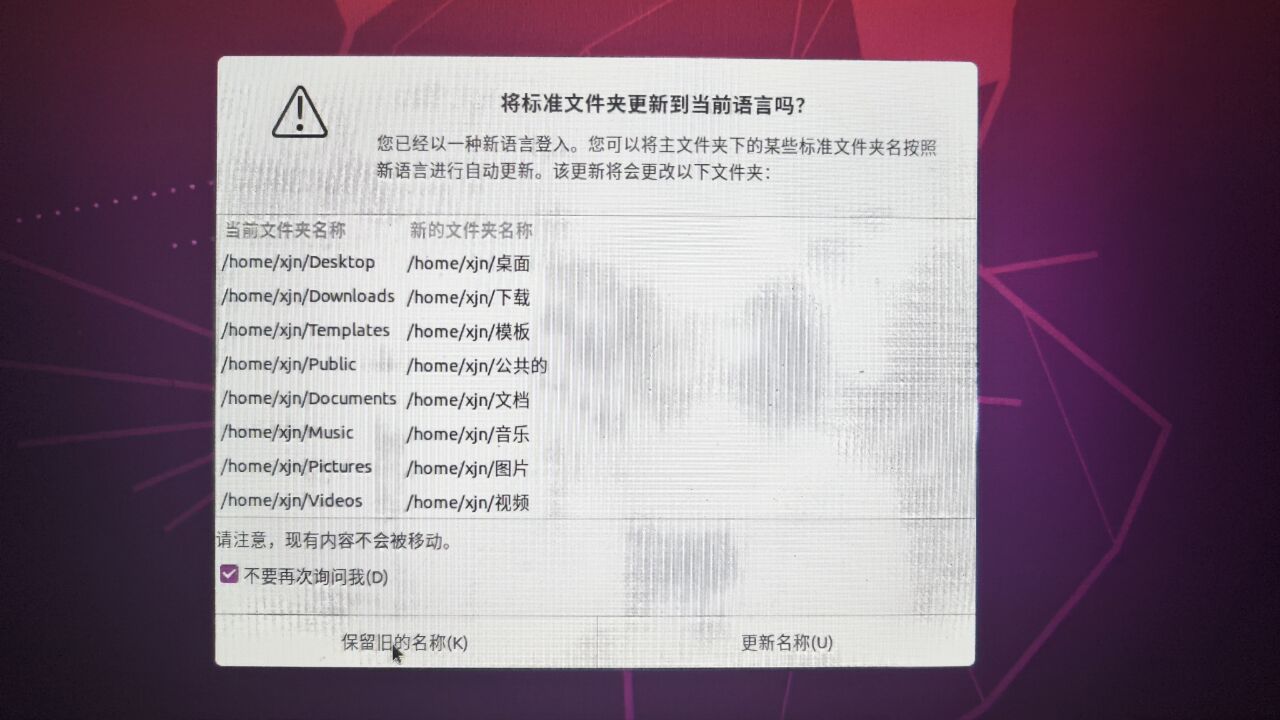 将标准文件夹更新到当前语言吗？
您已经以一种新语言登入。您可以将主文件夹下的某些标准文件夹名按照
新语言进行自动更新。该更新将会更改以下文件夹：
当前文件夹名称 新的文件夹名称
/home/xjn/Desktop /home/xjn/桌面
/home/xjn/Downloads /home/xjn/下载
/home/xjn/Templates /home/xjn/模板
/home/xjn/Public /home/xjn/公共的
/home/xjn/Documents /home/xjn/文档
/home/xjn/Music /home/xjn/音乐
/home/xjn/Pictures /home/xjn/图片
/home/xjn/Videos /home/xjn/视频
请注意，现有内容不会被移动。
不要再次询问我(D)
保留旧的名称(K) 更新名称(U)